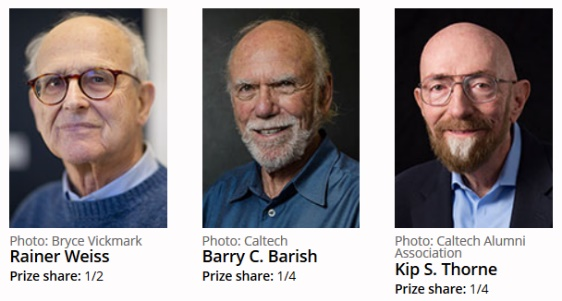 Photo: Bryce Vickmark
Rainer Weiss
Prize share: 1/2
Photo: Caltech
Barry C. Barish
Prize share: 1/4
Photo: Caltech Alumni
Association
Kip S. Thorne
Prize share: 1/4